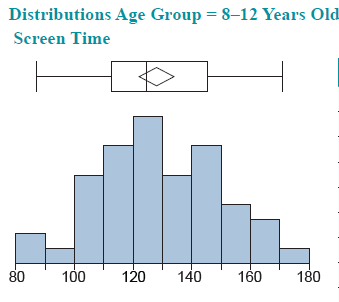 Distributions Age Group = 8–12 Years Old
Screen Time
80 100 120 140 160 180